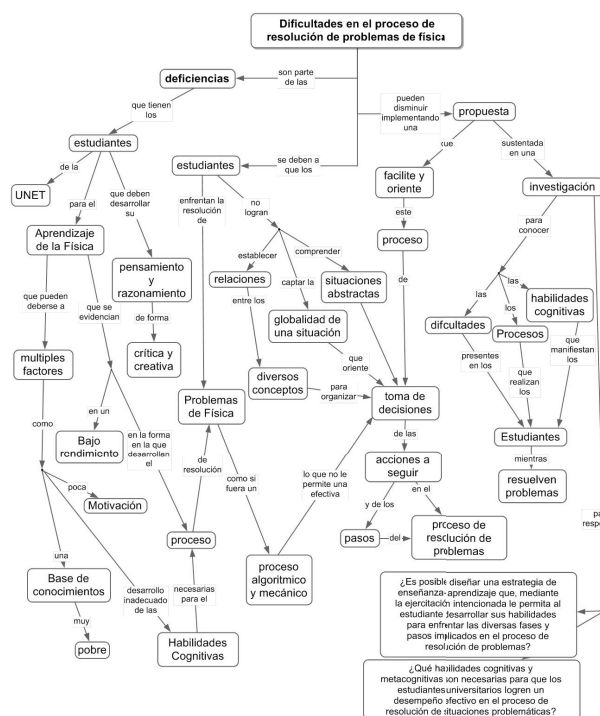 Dificultades en el proceso de
resolución de problemas de física
son parte
de las
deficiencias
que tienen
los
estudiantes
de la
UNET
para el
Aprendizaje
de la Física
que deben
desarrollar
su
pensamiento
y
razonamiento
de forma
crítica y
creativa
que pueden
deberse a
multiples
factores
que se
evidencian
en un
Bajo
rondimiento
en la forma
en la que
desarrollen
el
como
poca
Motivación
una
Base de
conocimientos
muy
pobre
desarrollo
inadecuado
de las
Habilidades
Cognitivas
necesarias
para el
proceso
de
resolución
se deben a
que los
estudiantes
enfrentan la
resolución
de
Problemas
de Física
como si
fuera un
proceso
algoritmico
y mecánico
lo que no le
permite una
efectiva
no
logran
establecer
relaciones
entre los
diversos
conceptos
para
organizar
captar la
globalidad de
una situación
que
oriente
comprender
situaciones
abstractas
toma de
decisiones
de las
acciones a
seguir
y de los
pasos
del
en el
proceso de
resolución de
problemas
pueden
disminuir
implementando
una
propuesta
xue
facilite y
oriente
este
proceso
de
sustentada
en una
investigación
para
conocer
las
difcultades
presentes
en los
los
Procesos
que
realizan
los
las
habilidades
cognitivas
que
manifiestan
los
Estudiantes
mientras
resuelven
problemas
pa
respo
¿Es posible diseñar una estrategia de
enseñanza-aprendizaje que, mediante
la ejercitación intencionada le permita al
estudiante desarrollar sus habilidades
para enfrentar las diversas fases y
pasos implicados en el proceso de
resolución de problemas?
¿Qué habilidades cognitivas y
metacognitivas son necesarias para que los
estudiantes universitarios logren un
desempeño efectivo en el proceso de
resolución de situaciones problemáticas?